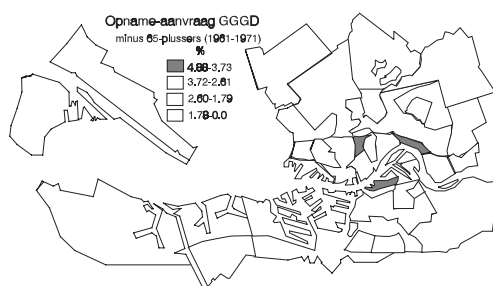 Opname-aanvraag GGGD
minus 65-plussers (1961-1971)
%
4.88-3.73
3.72-2.61
2.60-1.79
1.78-0.0